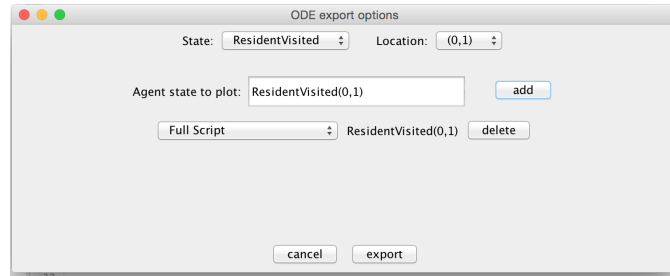 ODE export options
State: ResidentVisited Location: (0,1)
Agent state to plot: ResidentVisited(0,1) add
Full Script ResidentVisited(0,1) delete
cancel export